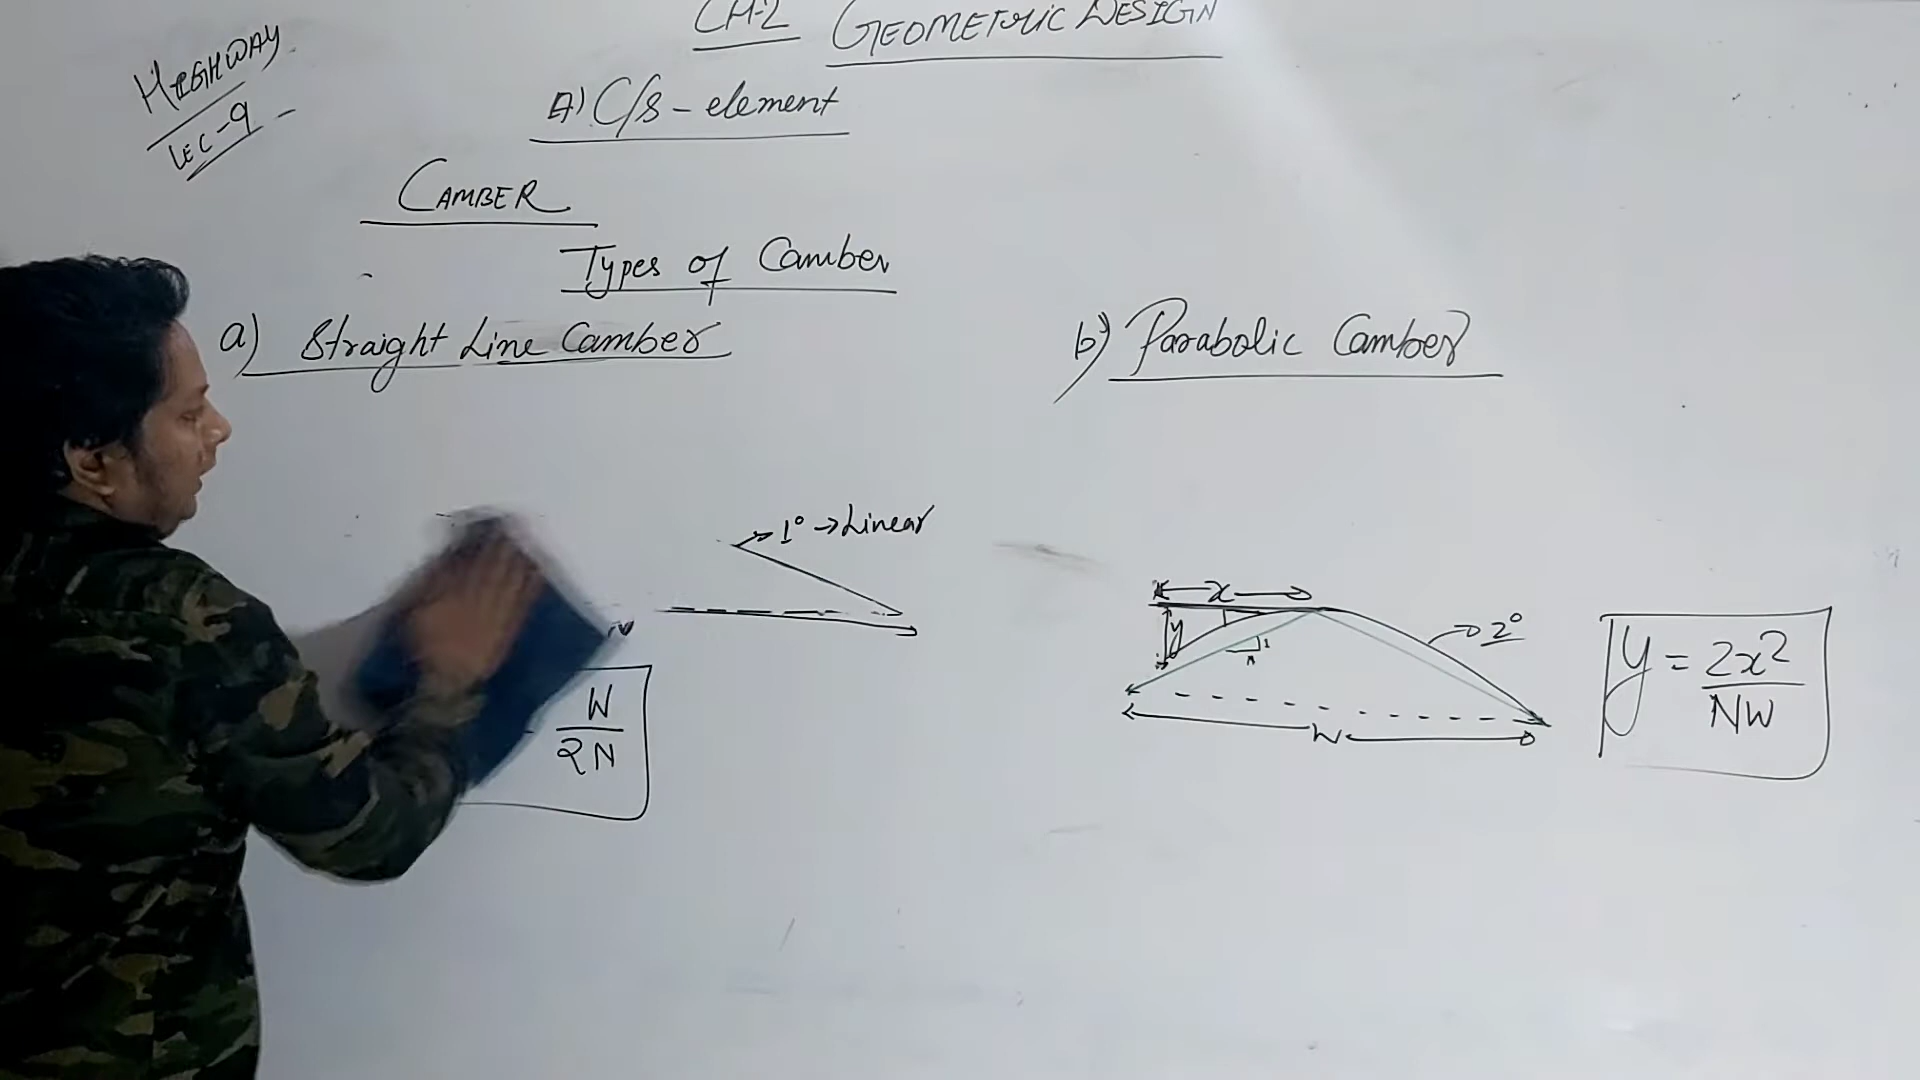 CH-2 GEOMETRIC DESIGN
HIGHWAY
LEC-9
A) C/S - element
CAMBER
Types of Camber
a) Straight Line Camber
b) Parabolic Camber
1° → Linear
x
y
1
n
2°
W
W
2N
y = 2x²
NW